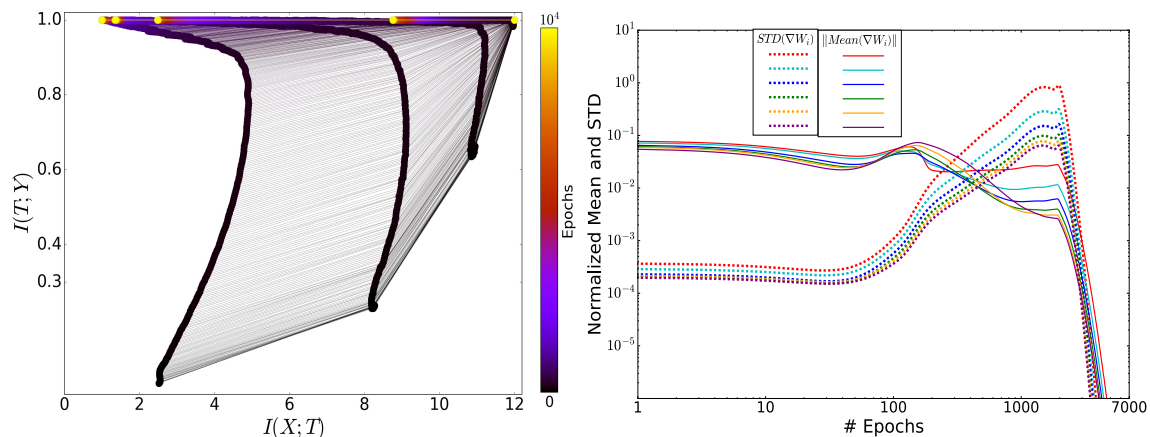 1.0
0.8
0.6
0.4
0.3
I(T;Y)
0 2 4 6 8 10 12
I(X;T)
10^4
Epochs
0
STD(∇W_i) ‖Mean(∇W_i)‖
10^1
10^0
10^-1
10^-2
10^-3
10^-4
10^-5
Normalized Mean and STD
1 10 100 1000 7000
# Epochs